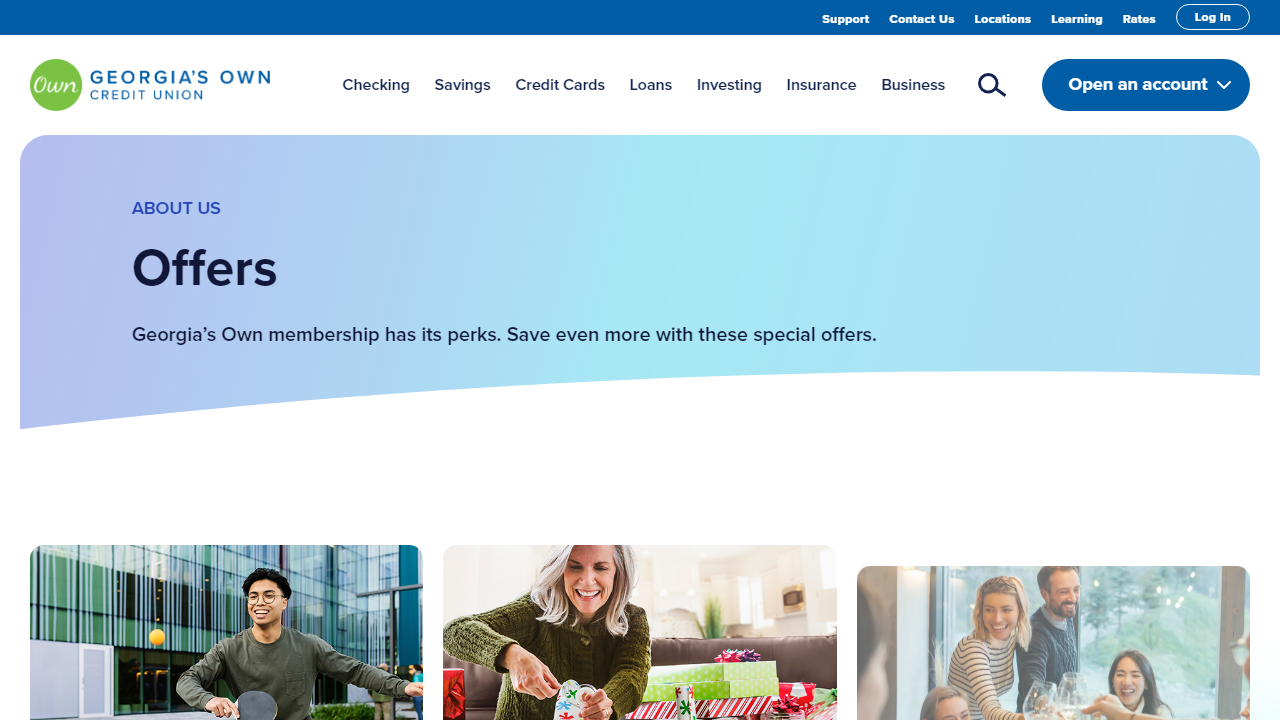 Support Contact Us Locations Learning Rates Log In
Own GEORGIA'S OWN
CREDIT UNION
Checking Savings Credit Cards Loans Investing Insurance Business
Open an account
ABOUT US
Offers
Georgia’s Own membership has its perks. Save even more with these special offers.